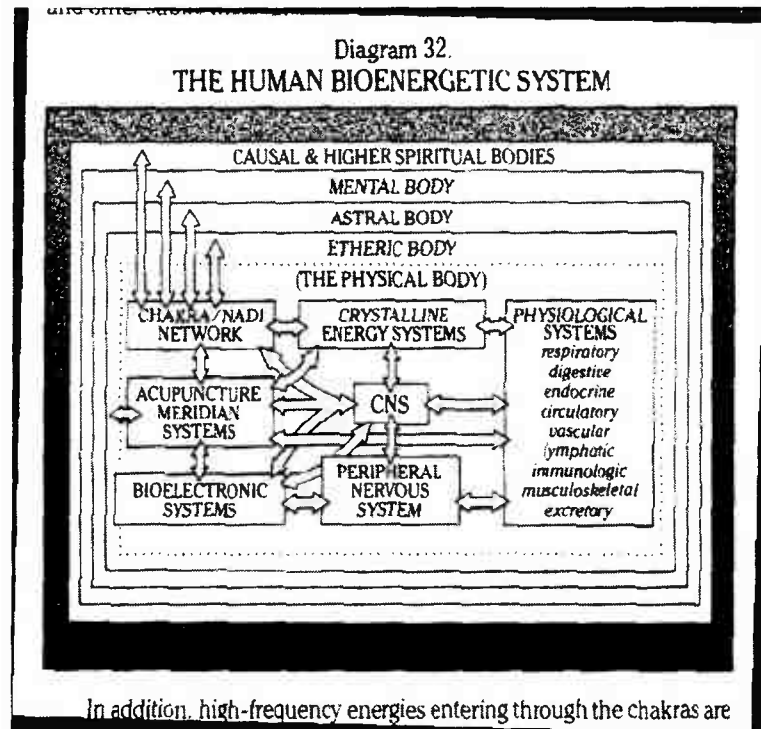 and other
Diagram 32.
THE HUMAN BIOENERGETIC SYSTEM
CAUSAL & HIGHER SPIRITUAL BODIES
MENTAL BODY
ASTRAL BODY
ETHERIC BODY
(THE PHYSICAL BODY)
CHAKRA/NADI
NETWORK
CRYSTALLINE
ENERGY SYSTEMS
PHYSIOLOGICAL
SYSTEMS
respiratory
digestive
endocrine
circulatory
vascular
lymphatic
immunologic
musculoskeletal
excretory
ACUPUNCTURE
MERIDIAN
SYSTEMS
CNS
BIOELECTRONIC
SYSTEMS
PERIPHERAL
NERVOUS
SYSTEM
In addition, high-frequency energies entering through the chakras are